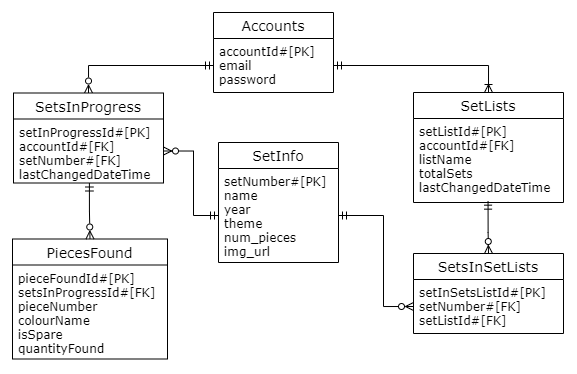 Accounts
accountId#[PK]
email
password
SetsInProgress
setInProgressId#[PK]
accountId#[FK]
setNumber#[FK]
lastChangedDateTime
SetLists
setListId#[PK]
accountId#[FK]
listName
totalSets
lastChangedDateTime
SetInfo
setNumber#[PK]
name
year
theme
num_pieces
img_url
PiecesFound
pieceFoundId#[PK]
setsInProgressId#[FK]
pieceNumber
colourName
isSpare
quantityFound
SetsInSetLists
setInSetsListId#[PK]
setNumber#[FK]
setListId#[FK]